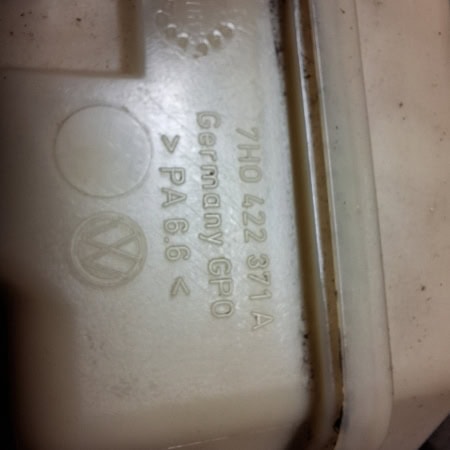 7H0 422 371 A
Germany GPO
> PA 6.6 <